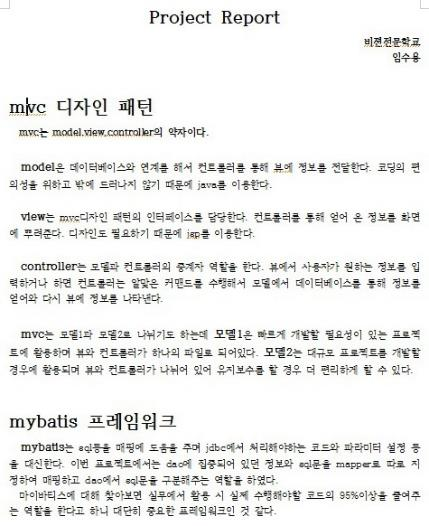 Project Report
비젼전문학교
임수용
mvc 디자인 패턴
mvc는 model,view,controller의 약자이다.
model은 데이터베이스와 연계를 해서 컨트롤러를 통해 뷰에 정보를 전달한다. 코딩의 편
의성을 위하고 밖에 드러나지 않기 때문에 java를 이용한다.
view는 mvc디자인 패턴의 인터페이스를 담당한다. 컨트롤러를 통해 얻어 온 정보를 화면
에 뿌려준다. 디자인도 필요하기 때문에 jsp를 이용한다.
controller는 모델과 컨트롤러의 중계자 역할을 한다. 뷰에서 사용자가 원하는 정보를 입
력하거나 하면 컨트롤러는 알맞은 커맨드를 수행해서 모델에서 데이터베이스를 통해 정보를
얻어와 다시 뷰에 정보를 나타낸다.
mvc는 모델1과 모델2로 나뉘기도 하는데 모델1은 빠르게 개발할 필요성이 있는 프로젝
트에 활용하며 뷰와 컨트롤러가 하나의 파일로 되어있다. 모델2는 대규모 프로젝트를 개발할
경우에 활용되며 뷰와 컨트롤러가 나뉘어 있어 유지보수를 할 경우 더 편리하게 할 수 있다.
mybatis 프레임워크
mybatis는 sql등을 매핑에 도움을 주며 jdbc에서 처리해야하는 코드와 파라미터 설정 등
을 대신한다. 이번 프로젝트에서는 dao에 집중되어 있던 정보와 sql문을 mapper로 따로 지
정하여 매핑하고 dao에서 sql문을 구분해주는 역할을 하였다.
마이바티스에 대해 찾아보면 실무에서 활용 시 실제 수행해야할 코드의 95%이상을 줄여주
는 역할을 한다고 하니 대단히 중요한 프레임워크인 것 같다.